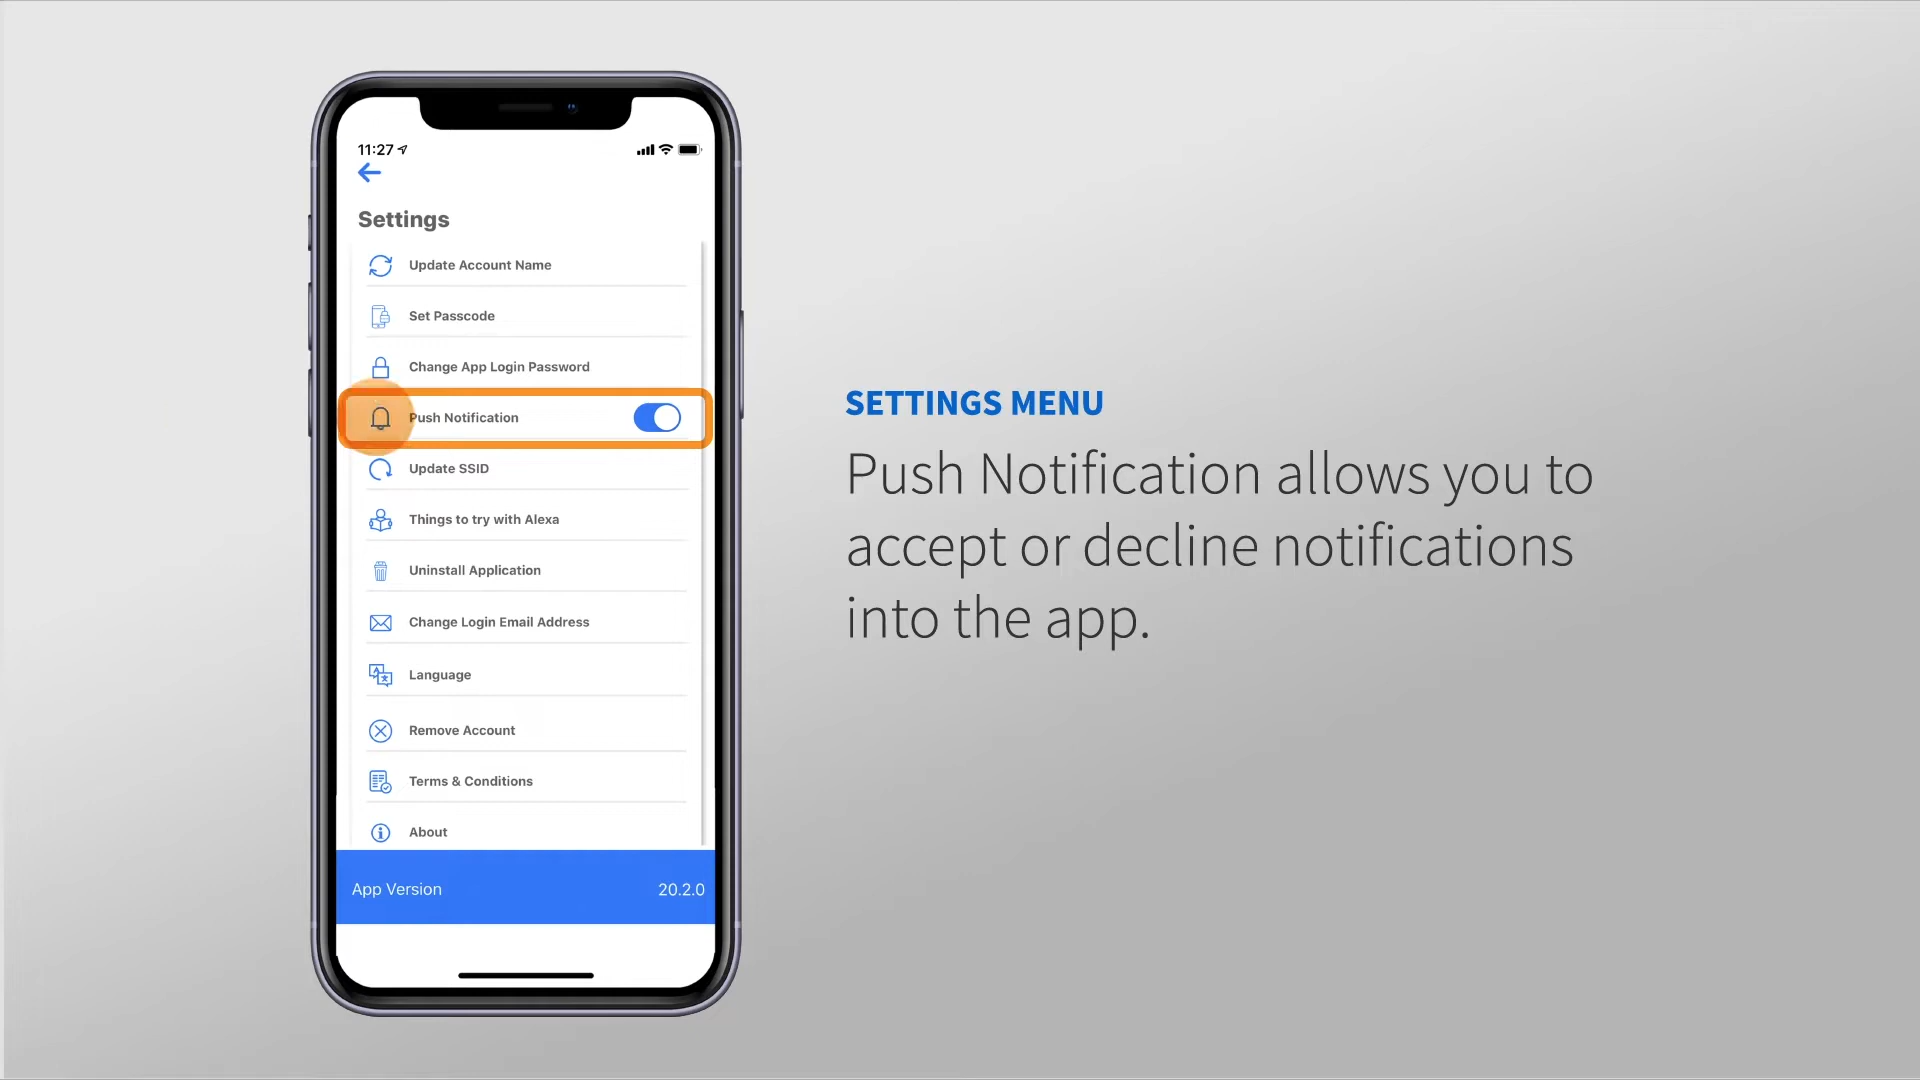 11:27
Settings
Update Account Name
Set Passcode
Change App Login Password
Push Notification
Update SSID
Things to try with Alexa
Uninstall Application
Change Login Email Address
Language
Remove Account
Terms & Conditions
About
App Version 20.2.0
SETTINGS MENU
Push Notification allows you to
accept or decline notifications
into the app.